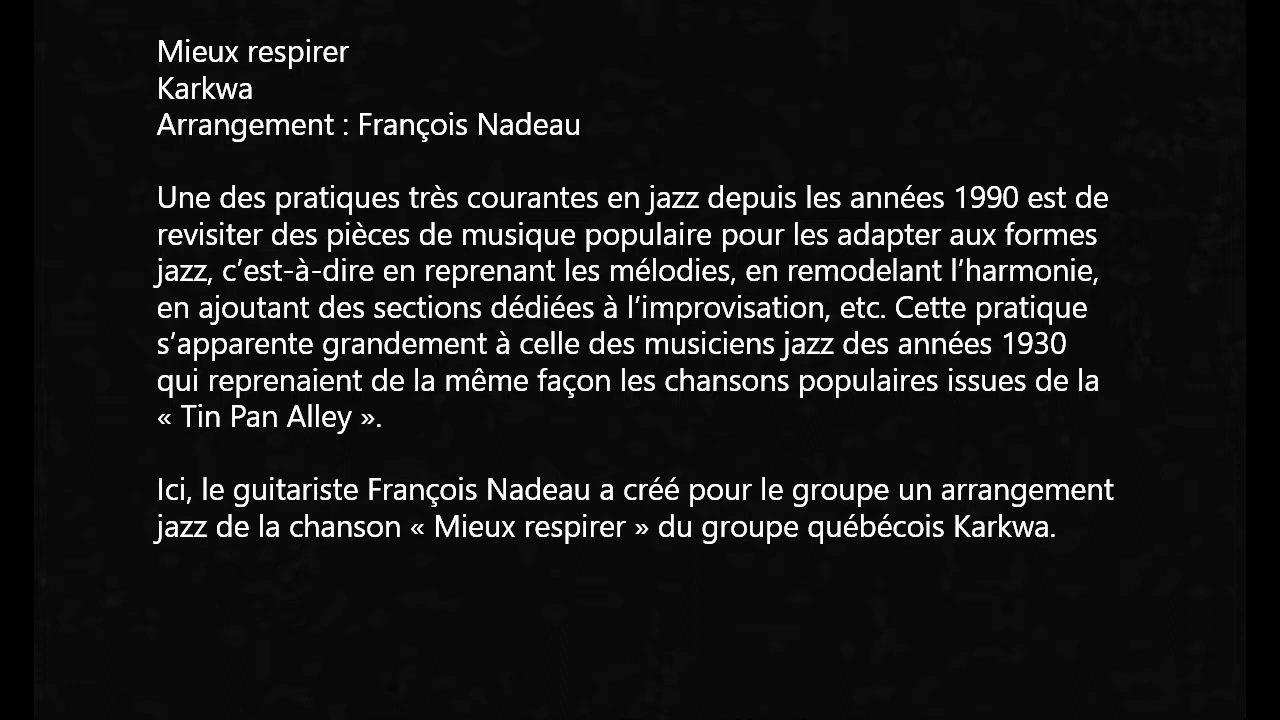 Mieux respirer
Karkwa
Arrangement : François Nadeau
Une des pratiques très courantes en jazz depuis les années 1990 est de
revisiter des pièces de musique populaire pour les adapter aux formes
jazz, c’est-à-dire en reprenant les mélodies, en remodelant l’harmonie,
en ajoutant des sections dédiées à l’improvisation, etc. Cette pratique
s’apparente grandement à celle des musiciens jazz des années 1930
qui reprenaient de la même façon les chansons populaires issues de la
« Tin Pan Alley ».
Ici, le guitariste François Nadeau a créé pour le groupe un arrangement
jazz de la chanson « Mieux respirer » du groupe québécois Karkwa.